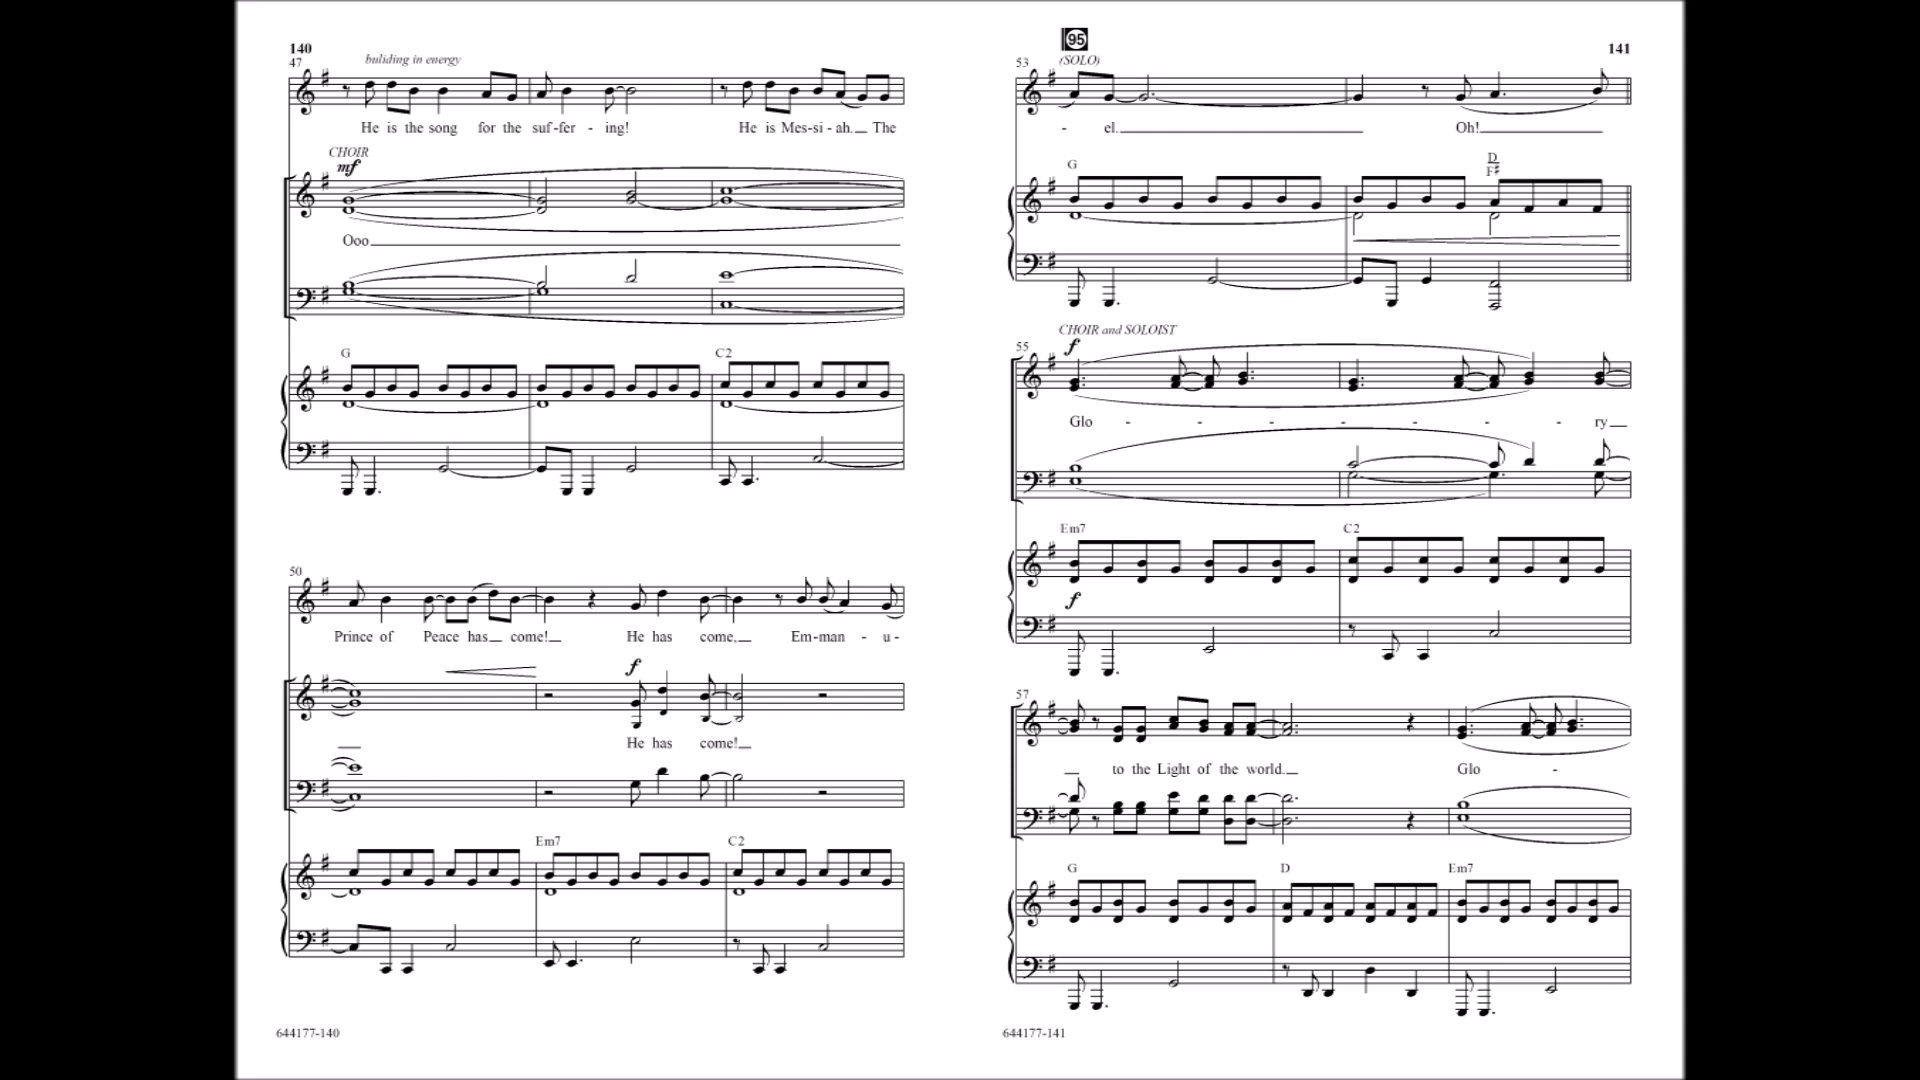 140
47
buliding in energy
He is the song for the suf-fer - ing! He is Mes-si - ah. The
CHOIR
mf
Ooo
G C2
50
Prince of Peace has come! He has come, Em-man - u -
f
He has come!
Em7 C2
644177-140
95
141
53
(SOLO)
- el. Oh!
G D
F♯
CHOIR and SOLOIST
55
f
Glo - - - - - - - ry
Em7 C2
f
57
to the Light of the world. Glo -
G D Em7
644177-141